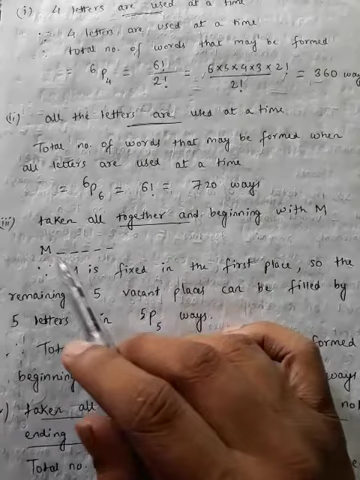 (i) 4 letters are used at a time
∵ 4 letters are used at a time
∴ total no. of words that may be formed
= ⁶P₄ = 6!/2! = 6×5×4×3×2!/2! = 360 way
(ii) all the letters are used at a time
Total no. of words that may be formed when
all letters are used at a time
= ⁶P₆ = 6! = 720 ways
(iii) taken all together and beginning with M
M _ _ _ _ _
∵ is fixed in the first place, so the
remaining 5 vacant places can be filled by
5 letters in ⁵P₅ ways.
∴ formed
ways
taken all
ending
Total no.